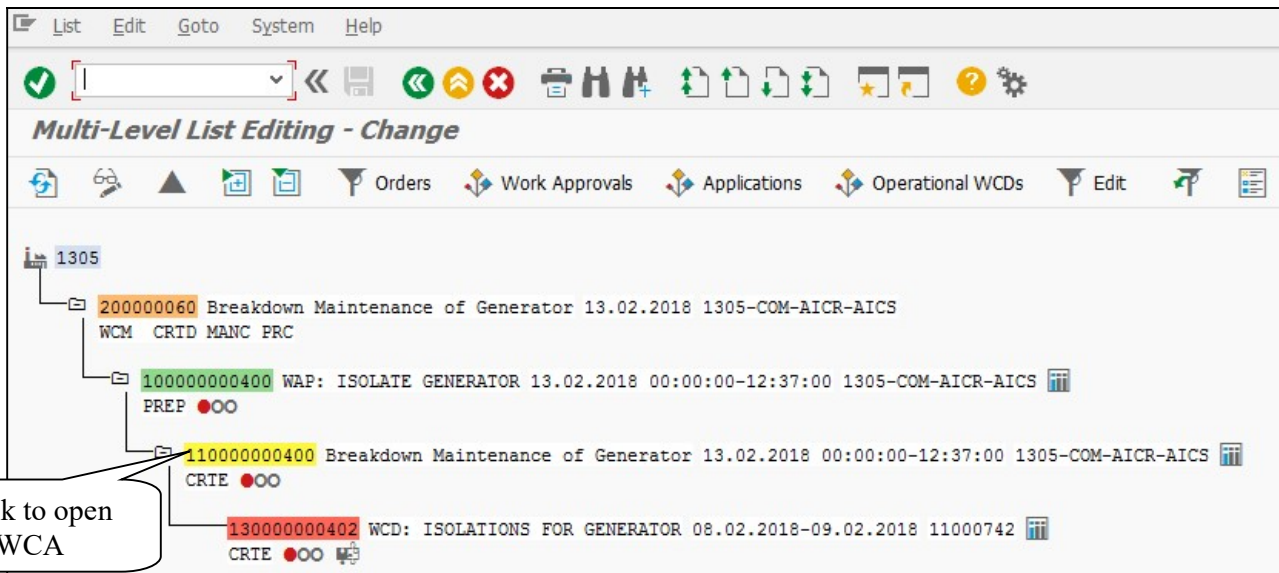 List Edit Goto System Help
Multi-Level List Editing - Change
Orders Work Approvals Applications Operational WCDs Edit
1305
200000060 Breakdown Maintenance of Generator 13.02.2018 1305-COM-AICR-AICS
WCM CRTD MANC PRC
100000000400 WAP: ISOLATE GENERATOR 13.02.2018 00:00:00-12:37:00 1305-COM-AICR-AICS
PREP
110000000400 Breakdown Maintenance of Generator 13.02.2018 00:00:00-12:37:00 1305-COM-AICR-AICS
CRTE
k to open
WCA
130000000402 WCD: ISOLATIONS FOR GENERATOR 08.02.2018-09.02.2018 11000742
CRTE